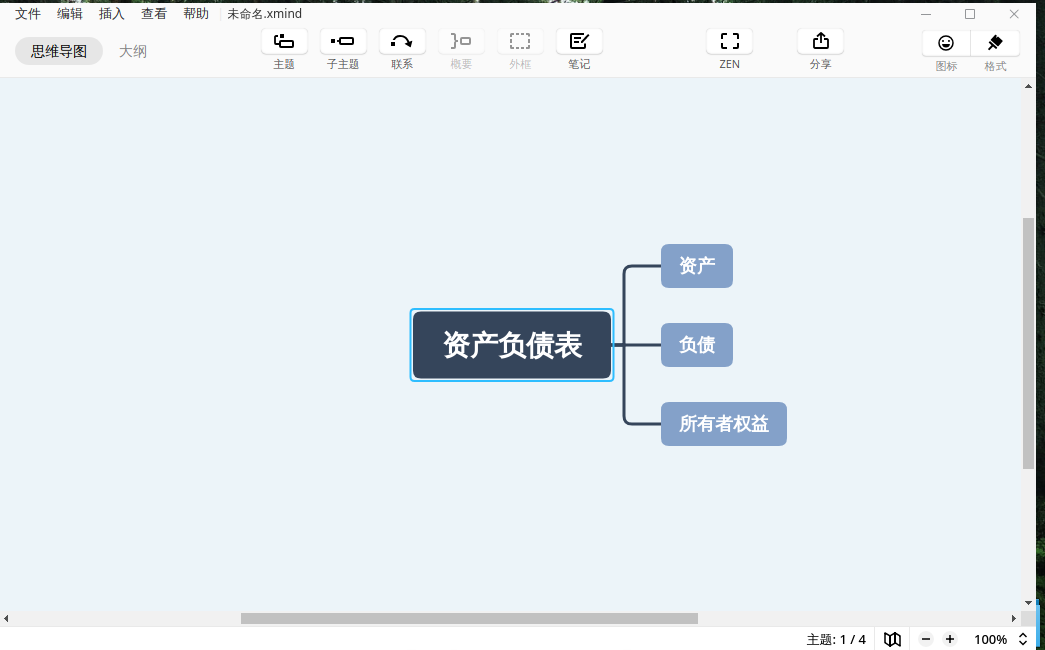 文件 编辑 插入 查看 帮助 未命名.xmind
思维导图 大纲
主题 子主题 联系 概要 外框 笔记 ZEN 分享 图标 格式
资产
资产负债表
负债
所有者权益
主题: 1 / 4
100%